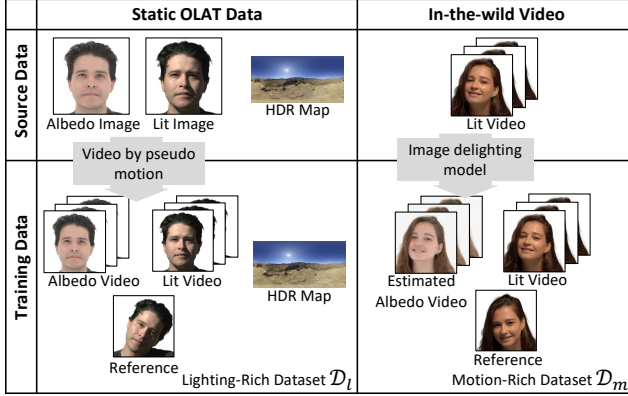 Static OLAT Data
In-the-wild Video
Source Data
Albedo Image
Lit Image
HDR Map
Lit Video
Video by pseudo
motion
Image delighting
model
Training Data
Albedo Video
Lit Video
HDR Map
Reference
Lighting-Rich Dataset 𝒟ₗ
Estimated
Albedo Video
Lit Video
Reference
Motion-Rich Dataset 𝒟ₘ